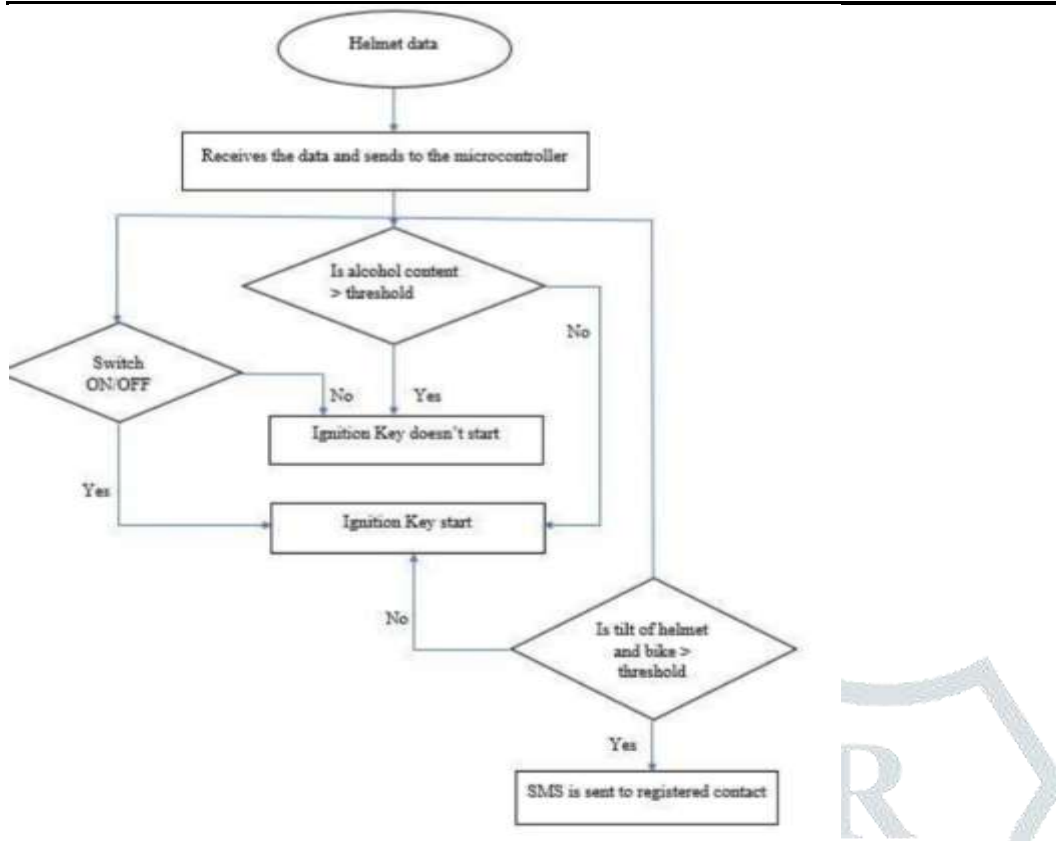 Helmet data
Receives the data and sends to the microcontroller
Is alcohol content
> threshold
No
Switch
ON/OFF
No
Yes
Ignition Key doesn't start
Yes
Ignition Key start
No
Is tilt of helmet
and bike >
threshold
Yes
SMS is sent to registered contact
R